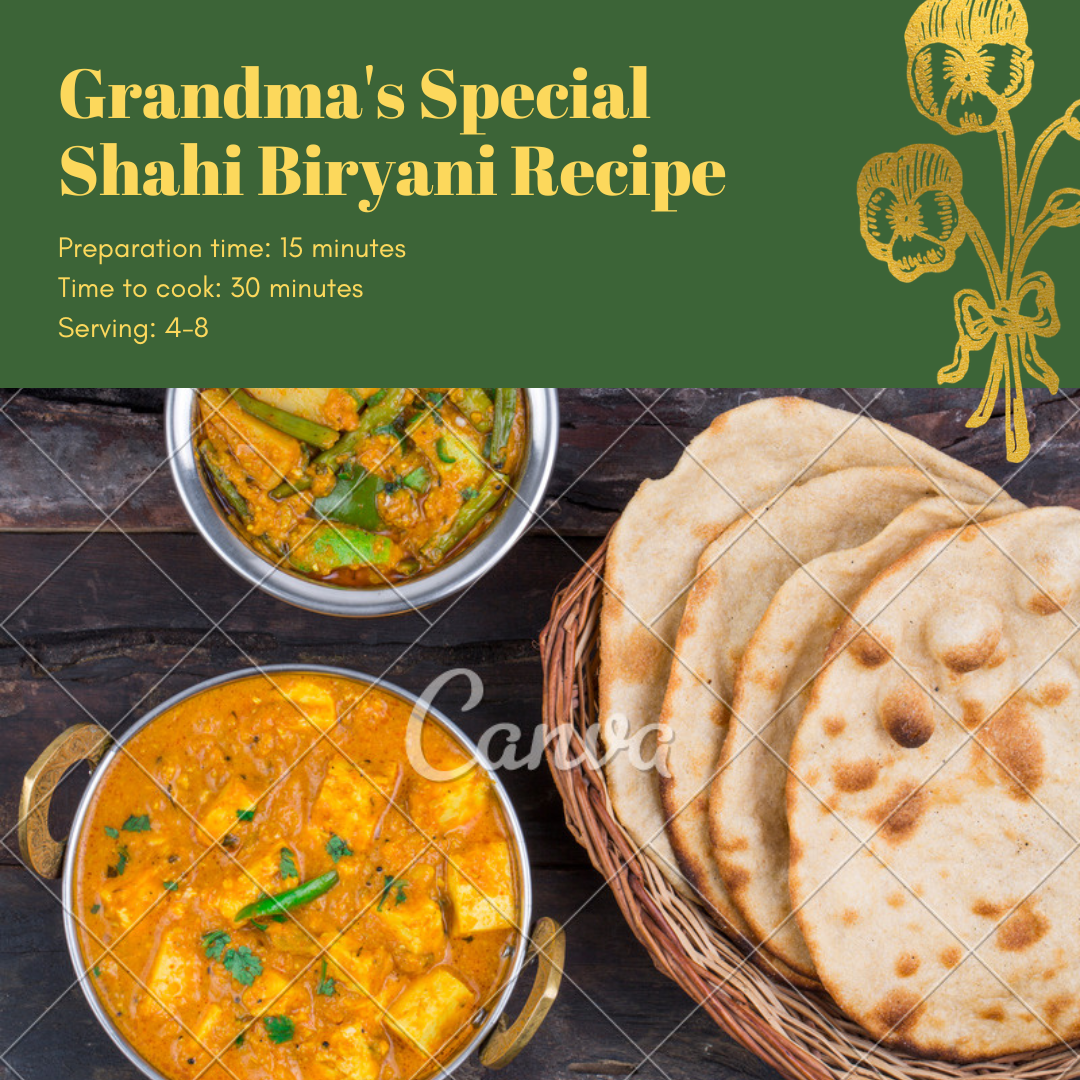 Grandma's Special
Shahi Biryani Recipe
Preparation time: 15 minutes
Time to cook: 30 minutes
Serving: 4-8
Canva